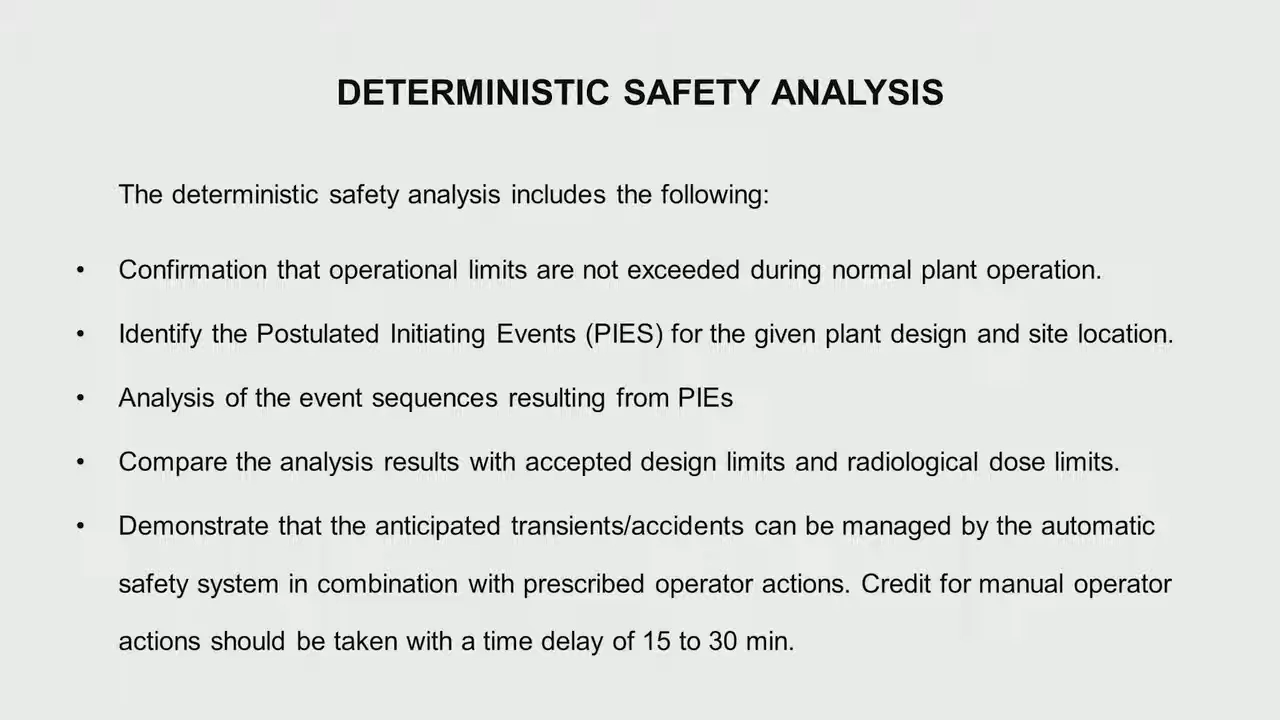 DETERMINISTIC SAFETY ANALYSIS
The deterministic safety analysis includes the following:
• Confirmation that operational limits are not exceeded during normal plant operation.
• Identify the Postulated Initiating Events (PIES) for the given plant design and site location.
• Analysis of the event sequences resulting from PIEs
• Compare the analysis results with accepted design limits and radiological dose limits.
• Demonstrate that the anticipated transients/accidents can be managed by the automatic
safety system in combination with prescribed operator actions. Credit for manual operator
actions should be taken with a time delay of 15 to 30 min.